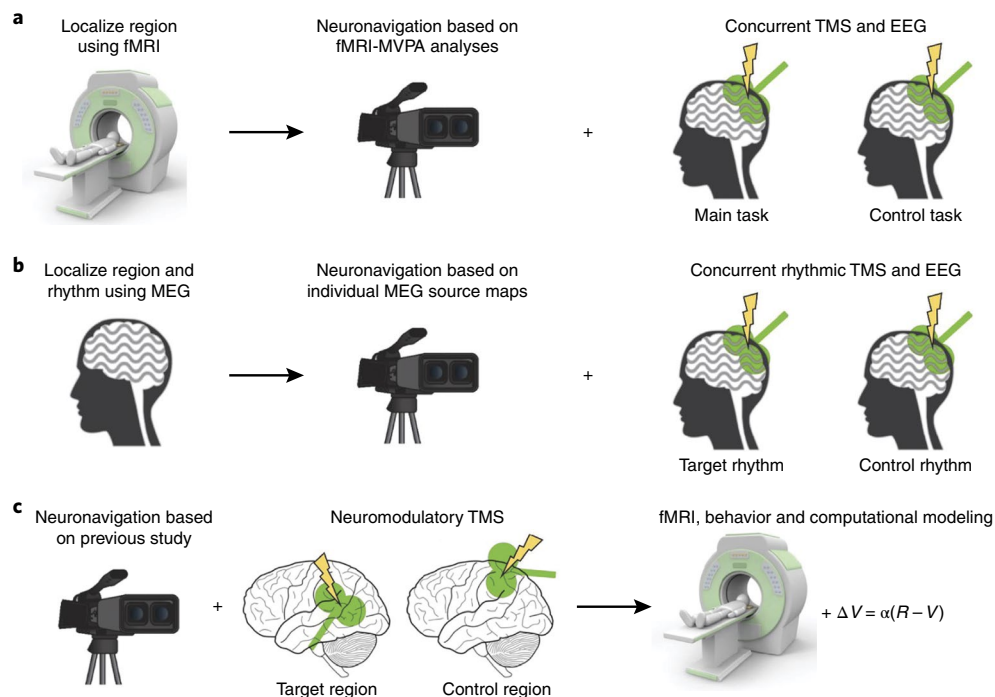 a
Localize region
using fMRI
Neuronavigation based on
fMRI-MVPA analyses
Concurrent TMS and EEG
+
Main task
Control task
b
Localize region and
rhythm using MEG
Neuronavigation based on
individual MEG source maps
Concurrent rhythmic TMS and EEG
+
Target rhythm
Control rhythm
c
Neuronavigation based
on previous study
Neuromodulatory TMS
fMRI, behavior and computational modeling
+
+ ΔV = α(R – V)
Target region
Control region